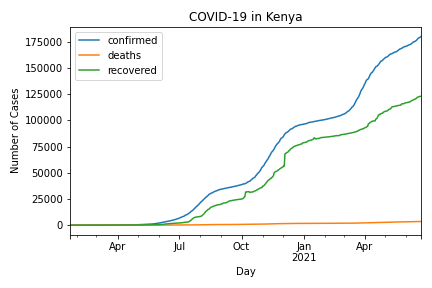 COVID-19 in Kenya
confirmed
deaths
recovered
Number of Cases
175000
150000
125000
100000
75000
50000
25000
0
Apr Jul Oct Jan Apr
2021
Day